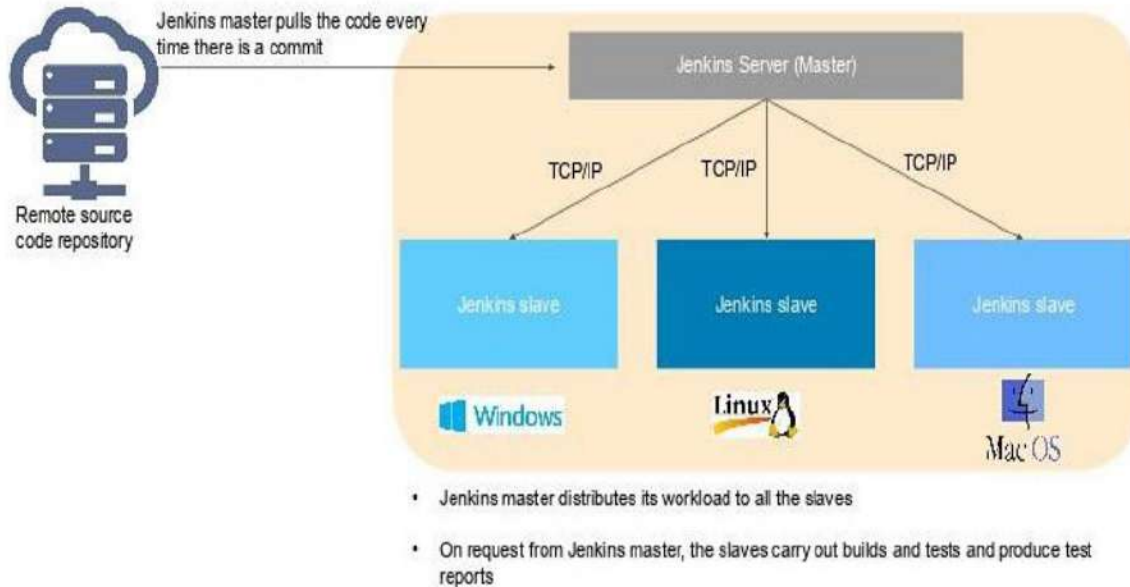 Jenkins master pulls the code every
time there is a commit
Jenkins Server (Master)
TCP/IP
TCP/IP
TCP/IP
Remote source
code repository
Jenkins slave
Jenkins slave
Jenkins slave
Windows
Linux
Mac OS
• Jenkins master distributes its workload to all the slaves
• On request from Jenkins master, the slaves carry out builds and tests and produce test
reports